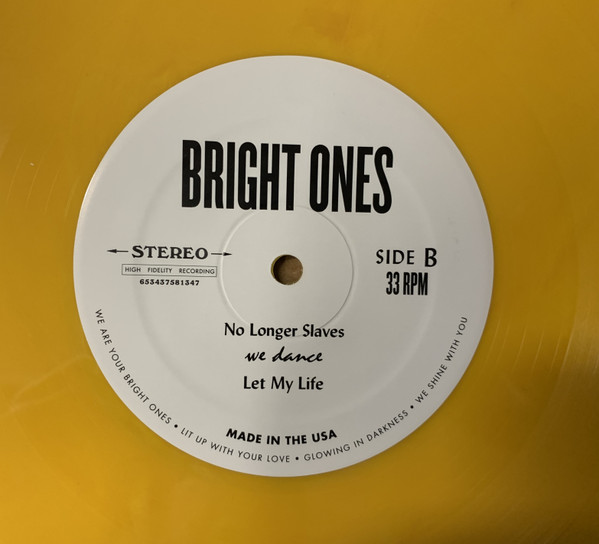 BRIGHT ONES
STEREO
HIGH FIDELITY RECORDING
653437581347
SIDE B
33 RPM
No Longer Slaves
we dance
Let My Life
MADE IN THE USA
WE ARE YOUR BRIGHT ONES • LIT UP WITH YOUR LOVE • GLOWING IN DARKNESS • WE SHINE WITH YOU